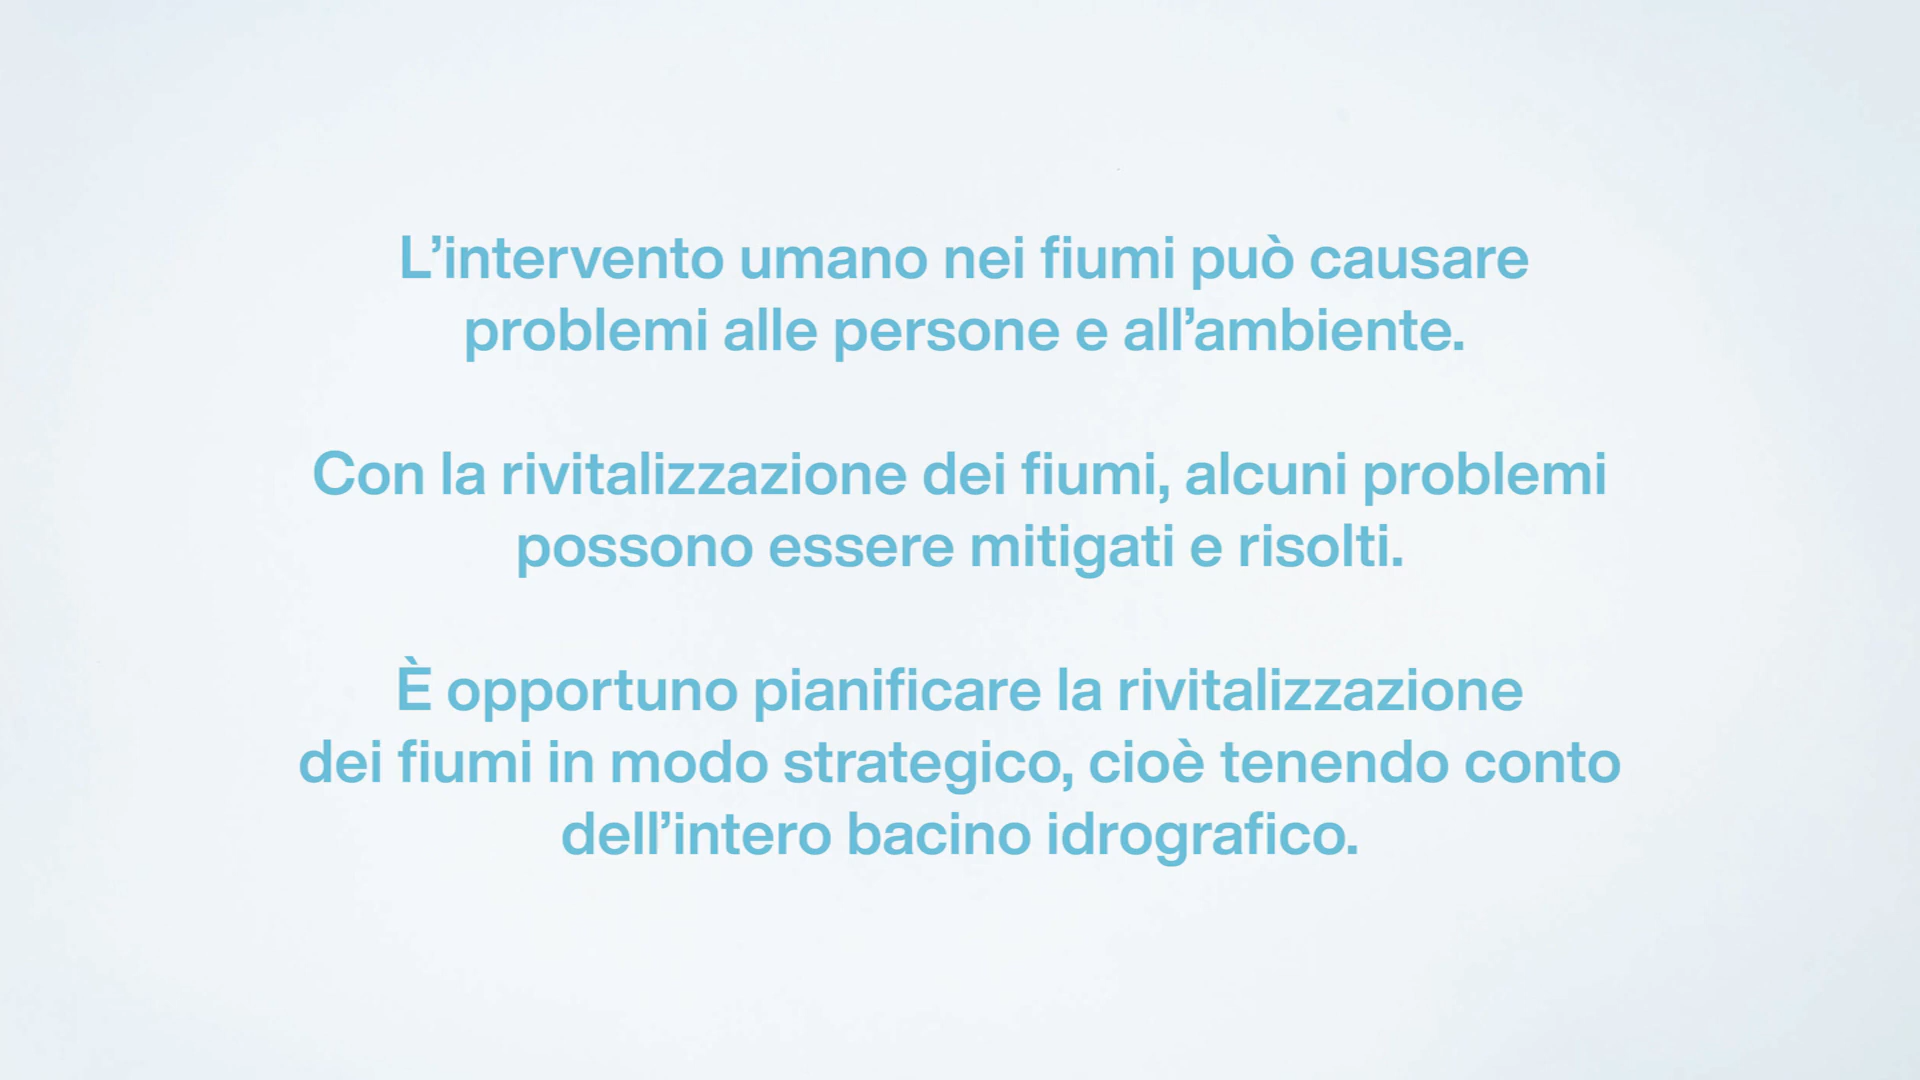 L’intervento umano nei fiumi può causare
problemi alle persone e all’ambiente.
Con la rivitalizzazione dei fiumi, alcuni problemi
possono essere mitigati e risolti.
È opportuno pianificare la rivitalizzazione
dei fiumi in modo strategico, cioè tenendo conto
dell’intero bacino idrografico.